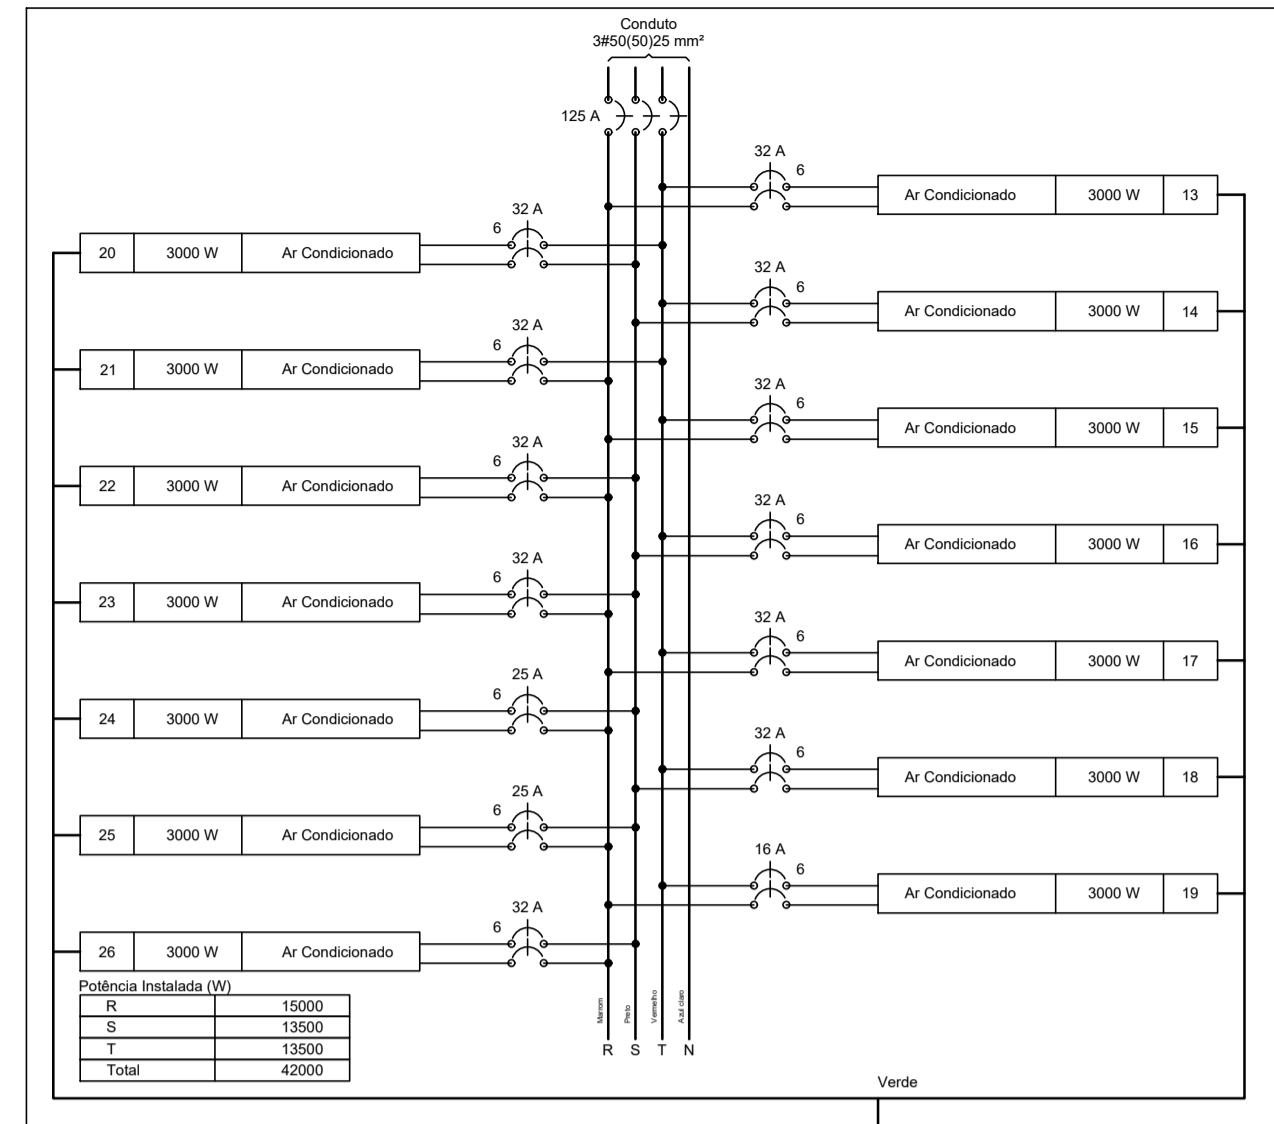 Conduto
3#50(50)25 mm²
125 A
32 A
6
Ar Condicionado 3000 W 13
32 A
6
20 3000 W Ar Condicionado
32 A
6
Ar Condicionado 3000 W 14
32 A
6
21 3000 W Ar Condicionado
32 A
6
Ar Condicionado 3000 W 15
32 A
6
22 3000 W Ar Condicionado
32 A
6
Ar Condicionado 3000 W 16
32 A
6
23 3000 W Ar Condicionado
32 A
6
Ar Condicionado 3000 W 17
25 A
6
24 3000 W Ar Condicionado
32 A
6
Ar Condicionado 3000 W 18
25 A
6
25 3000 W Ar Condicionado
16 A
6
Ar Condicionado 3000 W 19
32 A
6
26 3000 W Ar Condicionado
Potência Instalada (W)
R 15000
S 13500
T 13500
Total 42000
Marrom
Preto
Vermelho
Azul claro
R S T N
Verde